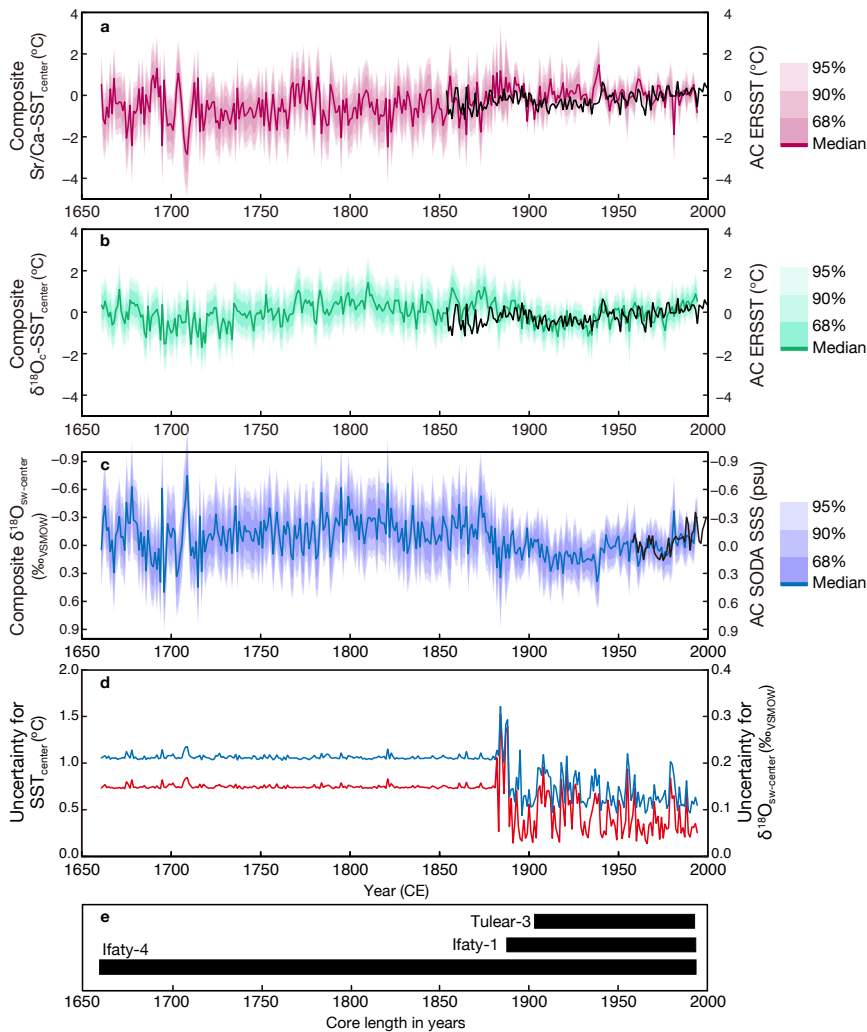 a
4
2
0
−2
−4
Composite
Sr/Ca-SST center (°C)
4
2
0
−2
−4
AC ERSST (°C)
95%
90%
68%
Median
1650 1700 1750 1800 1850 1900 1950 2000
b
4
2
0
−2
−4
Composite
δ¹⁸Oc-SST center (°C)
4
2
0
−2
−4
AC ERSST (°C)
95%
90%
68%
Median
1650 1700 1750 1800 1850 1900 1950 2000
c
−0.9
−0.6
−0.3
0.0
0.3
0.6
0.9
Composite δ¹⁸Osw-center
(‰VSMOW)
−0.9
−0.6
−0.3
0.0
0.3
0.6
0.9
AC SODA SSS (psu)
95%
90%
68%
Median
1650 1700 1750 1800 1850 1900 1950 2000
d
2.0
1.5
1.0
0.5
0.0
Uncertainty for
SST center (°C)
0.4
0.3
0.2
0.1
0.0
Uncertainty for
δ¹⁸Osw-center (‰VSMOW)
1650 1700 1750 1800 1850 1900 1950 2000
Year (CE)
e
Tulear-3
Ifaty-1
Ifaty-4
1650 1700 1750 1800 1850 1900 1950 2000
Core length in years